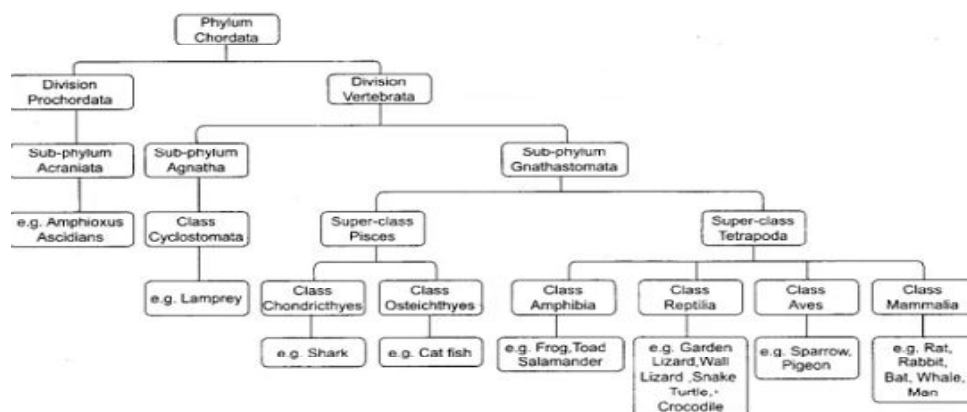 Phylum
Chordata
Division
Prochordata
Division
Vertebrata
Sub-phylum
Acraniata
Sub-phylum
Agnatha
Sub-phylum
Gnathastomata
e.g. Amphioxus
Ascidians
Class
Cyclostomata
Super-class
Pisces
Super-class
Tetrapoda
e.g. Lamprey
Class
Chondricthyes
Class
Osteichthyes
Class
Amphibia
Class
Reptilia
Class
Aves
Class
Mammalia
e.g. Shark
e.g. Cat fish
e.g. Frog,Toad
Salamander
e.g. Garden
Lizard,Wall
Lizard ,Snake
Turtle,
Crocodile
e.g. Sparrow,
Pigeon
e.g. Rat,
Rabbit,
Bat, Whale,
Man